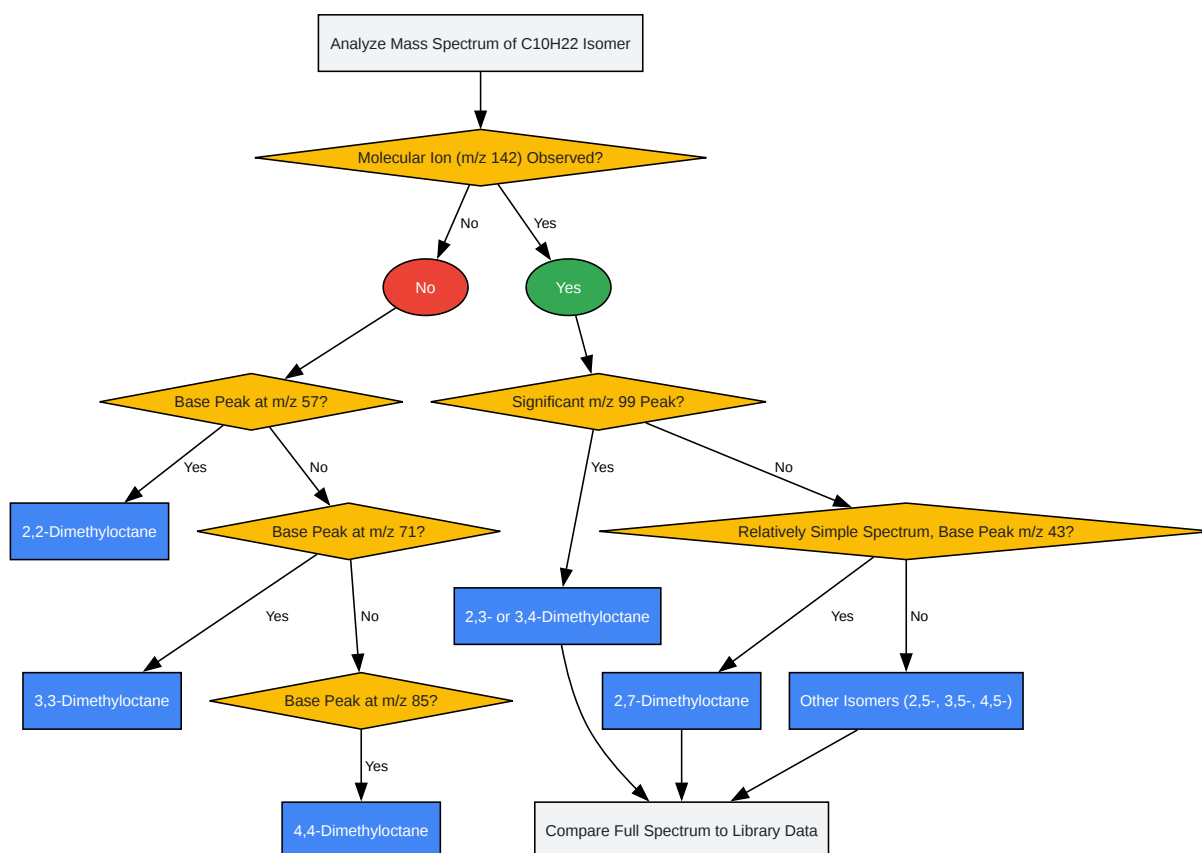 Analyze Mass Spectrum of C10H22 Isomer
Molecular Ion (m/z 142) Observed?
No
Yes
No
Yes
Base Peak at m/z 57?
Significant m/z 99 Peak?
Yes
No
Yes
No
2,2-Dimethyloctane
Base Peak at m/z 71?
Relatively Simple Spectrum, Base Peak m/z 43?
Yes
No
2,3- or 3,4-Dimethyloctane
Yes
No
3,3-Dimethyloctane
Base Peak at m/z 85?
2,7-Dimethyloctane
Other Isomers (2,5-, 3,5-, 4,5-)
Yes
4,4-Dimethyloctane
Compare Full Spectrum to Library Data